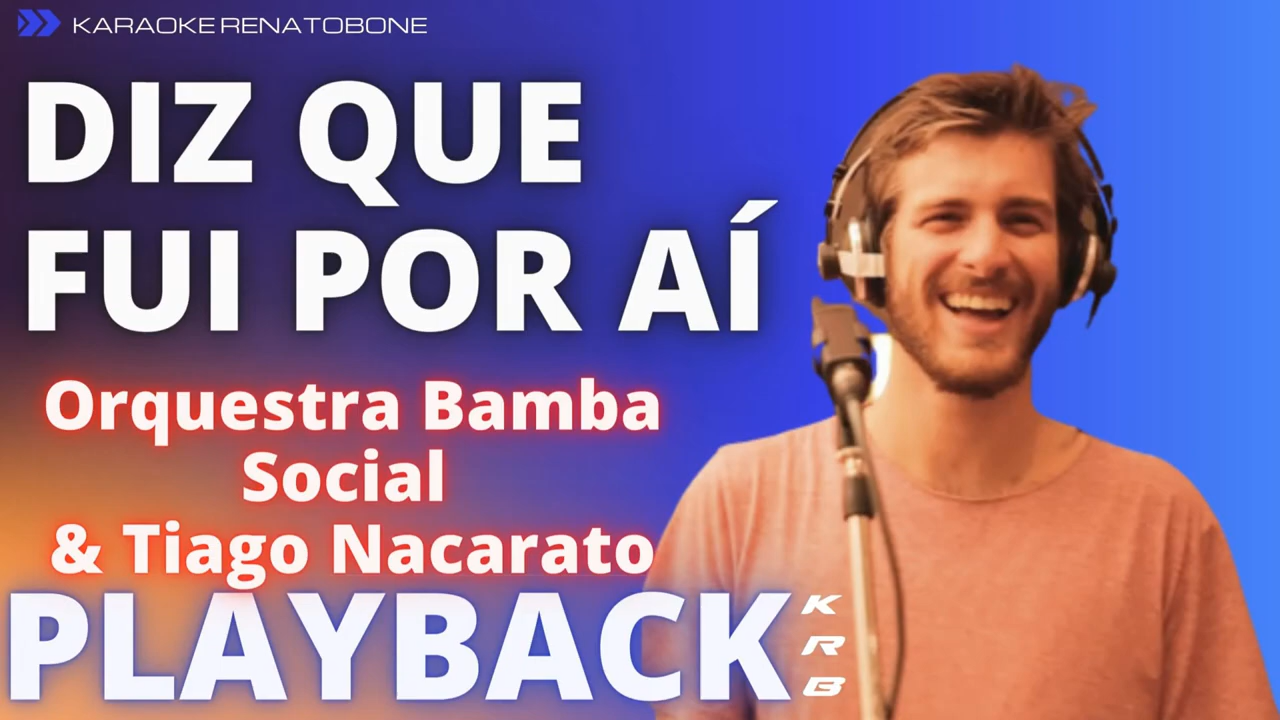 KARAOKE RENATOBONE
DIZ QUE
FUI POR AÍ
Orquestra Bamba
Social
& Tiago Nacarato
PLAYBACK
K
R
B